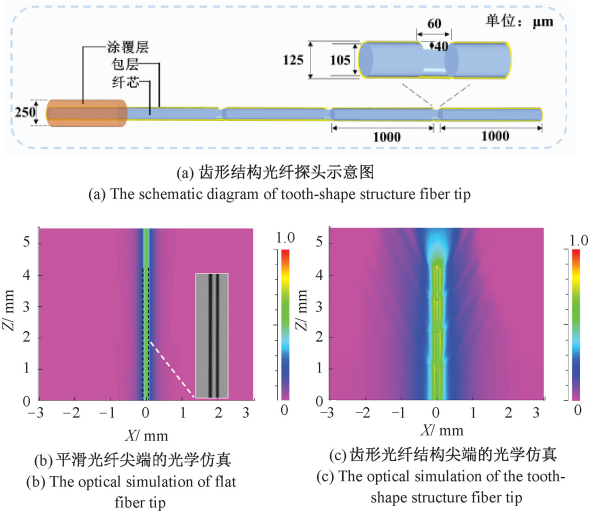 单位：μm
涂覆层
包层
纤芯
250
125
105
60
40
1000
1000
(a) 齿形结构光纤探头示意图
(a) The schematic diagram of tooth-shape structure fiber tip
Z/ mm
5
4
3
2
1
0
−3
−2
−1
0
1
2
3
X/ mm
1.0
0
(b) 平滑光纤尖端的光学仿真
(b) The optical simulation of flat
fiber tip
Z/ mm
5
4
3
2
1
0
−3
−2
−1
0
1
2
3
X/ mm
1.0
0
(c) 齿形光纤结构尖端的光学仿真
(c) The optical simulation of the tooth-
shape structure fiber tip